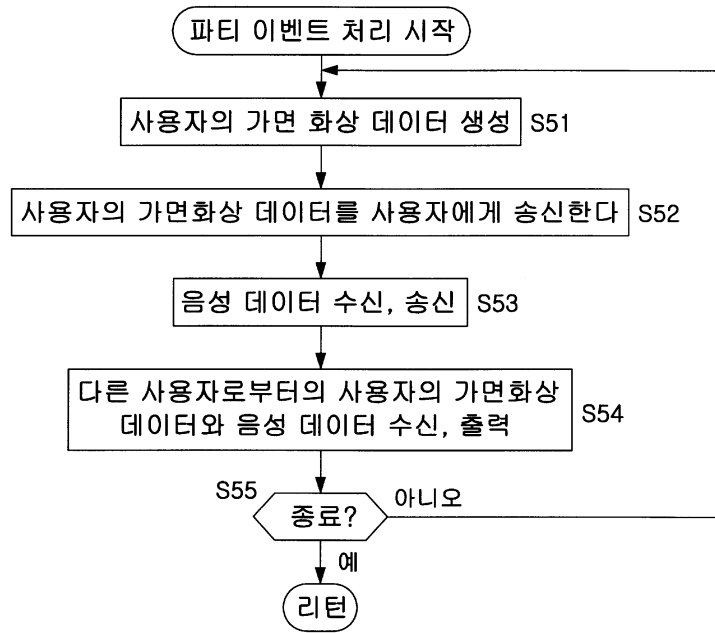 파티 이벤트 처리 시작
사용자의 가면 화상 데이터 생성 S51
사용자의 가면화상 데이터를 사용자에게 송신한다 S52
음성 데이터 수신, 송신 S53
다른 사용자로부터의 사용자의 가면화상
데이터와 음성 데이터 수신, 출력
S54
S55
종료?
아니오
예
리턴